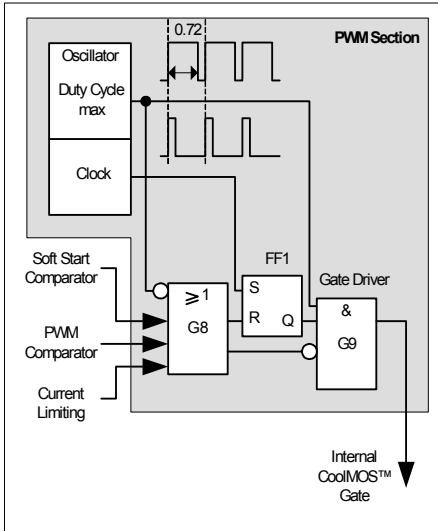 0.72
PWM Section
Oscillator
Duty Cycle
max
Clock
Soft Start
Comparator
PWM
Comparator
Current
Limiting
≥1
G8
FF1
S
R
Q
Gate Driver
&
G9
Internal
CoolMOS™
Gate